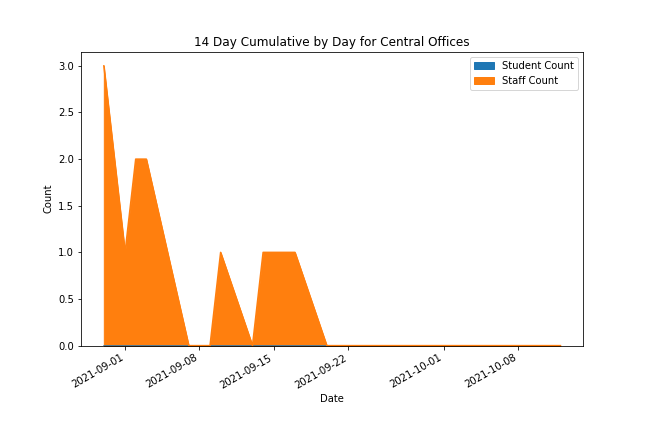 14 Day Cumulative by Day for Central Offices
Student Count
Staff Count
3.0
2.5
2.0
1.5
1.0
0.5
0.0
Count
2021-09-01
2021-09-08
2021-09-15
2021-09-22
2021-10-01
2021-10-08
Date